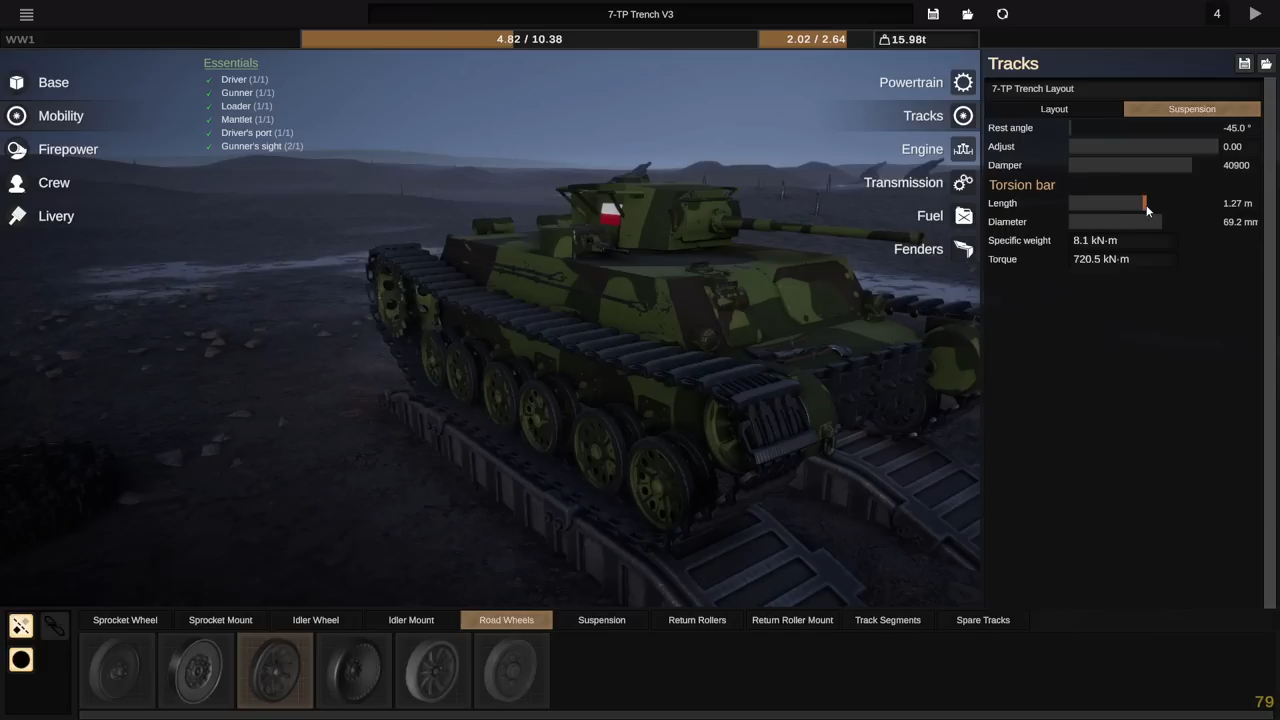 7-TP Trench V3
4
WW1
4.82 / 10.38
2.02 / 2.64
15.98t
Essentials
Driver (1/1)
Gunner (1/1)
Loader (1/1)
Mantlet (1/1)
Driver's port (1/1)
Gunner's sight (2/1)
Base
Mobility
Firepower
Crew
Livery
Powertrain
Tracks
Engine
Transmission
Fuel
Fenders
Tracks
7-TP Trench Layout
Layout Suspension
Rest angle -45.0 °
Adjust 0.00
Damper 40900
Torsion bar
Length 1.27 m
Diameter 69.2 mm
Specific weight 8.1 kN·m
Torque 720.5 kN·m
Sprocket Wheel Sprocket Mount Idler Wheel Idler Mount Road Wheels Suspension Return Rollers Return Roller Mount Track Segments Spare Tracks
79